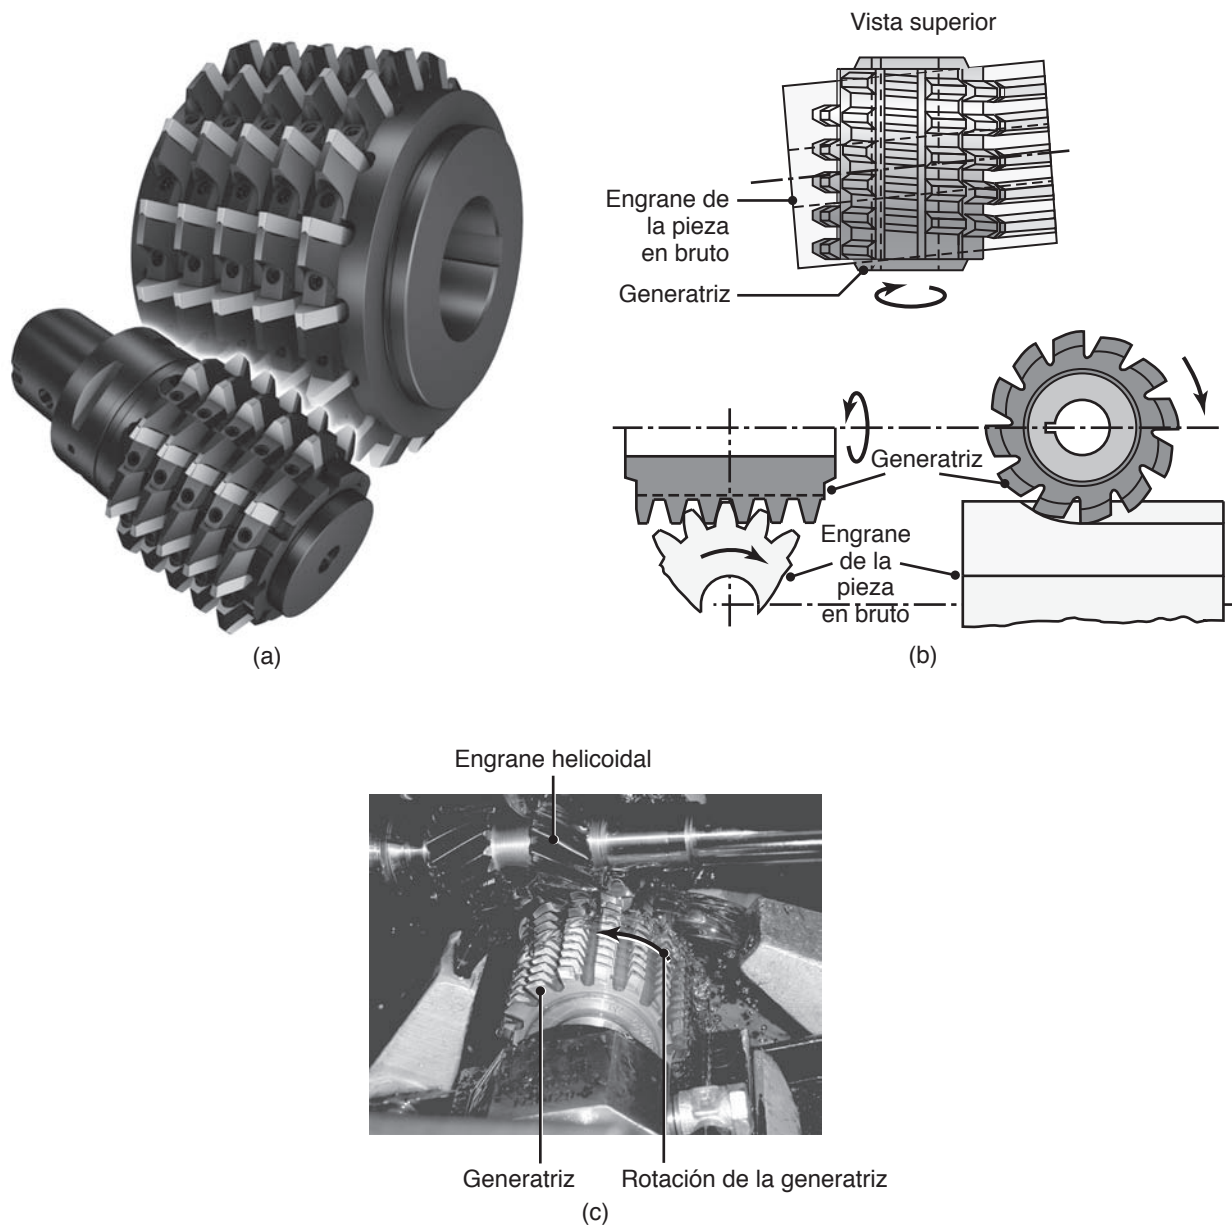 Vista superior
Engrane de
la pieza
en bruto
Generatriz
Generatriz
Engrane
de la
pieza
en bruto
(a)
(b)
Engrane helicoidal
Generatriz
Rotación de la generatriz
(c)